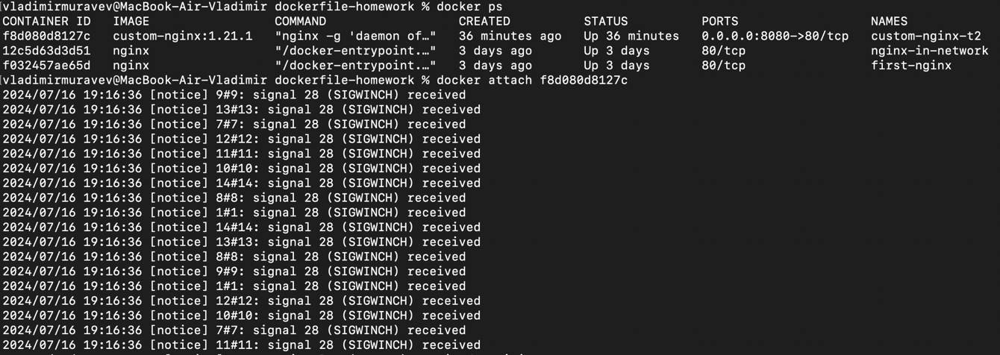 vladimirmuravev@MacBook-Air-Vladimir dockerfile-homework % docker ps
CONTAINER ID   IMAGE                 COMMAND                  CREATED          STATUS          PORTS                  NAMES
f8d080d8127c   custom-nginx:1.21.1   "nginx -g 'daemon of…"   36 minutes ago   Up 36 minutes   0.0.0.0:8080->80/tcp   custom-nginx-t2
12c5d63d3d51   nginx                 "/docker-entrypoint.…"   3 days ago       Up 3 days       80/tcp                 nginx-in-network
f032457ae65d   nginx                 "/docker-entrypoint.…"   3 days ago       Up 3 days       80/tcp                 first-nginx
vladimirmuravev@MacBook-Air-Vladimir dockerfile-homework % docker attach f8d080d8127c
2024/07/16 19:16:36 [notice] 9#9: signal 28 (SIGWINCH) received
2024/07/16 19:16:36 [notice] 13#13: signal 28 (SIGWINCH) received
2024/07/16 19:16:36 [notice] 7#7: signal 28 (SIGWINCH) received
2024/07/16 19:16:36 [notice] 12#12: signal 28 (SIGWINCH) received
2024/07/16 19:16:36 [notice] 11#11: signal 28 (SIGWINCH) received
2024/07/16 19:16:36 [notice] 10#10: signal 28 (SIGWINCH) received
2024/07/16 19:16:36 [notice] 14#14: signal 28 (SIGWINCH) received
2024/07/16 19:16:36 [notice] 8#8: signal 28 (SIGWINCH) received
2024/07/16 19:16:36 [notice] 1#1: signal 28 (SIGWINCH) received
2024/07/16 19:16:36 [notice] 14#14: signal 28 (SIGWINCH) received
2024/07/16 19:16:36 [notice] 13#13: signal 28 (SIGWINCH) received
2024/07/16 19:16:36 [notice] 8#8: signal 28 (SIGWINCH) received
2024/07/16 19:16:36 [notice] 9#9: signal 28 (SIGWINCH) received
2024/07/16 19:16:36 [notice] 1#1: signal 28 (SIGWINCH) received
2024/07/16 19:16:36 [notice] 12#12: signal 28 (SIGWINCH) received
2024/07/16 19:16:36 [notice] 10#10: signal 28 (SIGWINCH) received
2024/07/16 19:16:36 [notice] 7#7: signal 28 (SIGWINCH) received
2024/07/16 19:16:36 [notice] 11#11: signal 28 (SIGWINCH) received